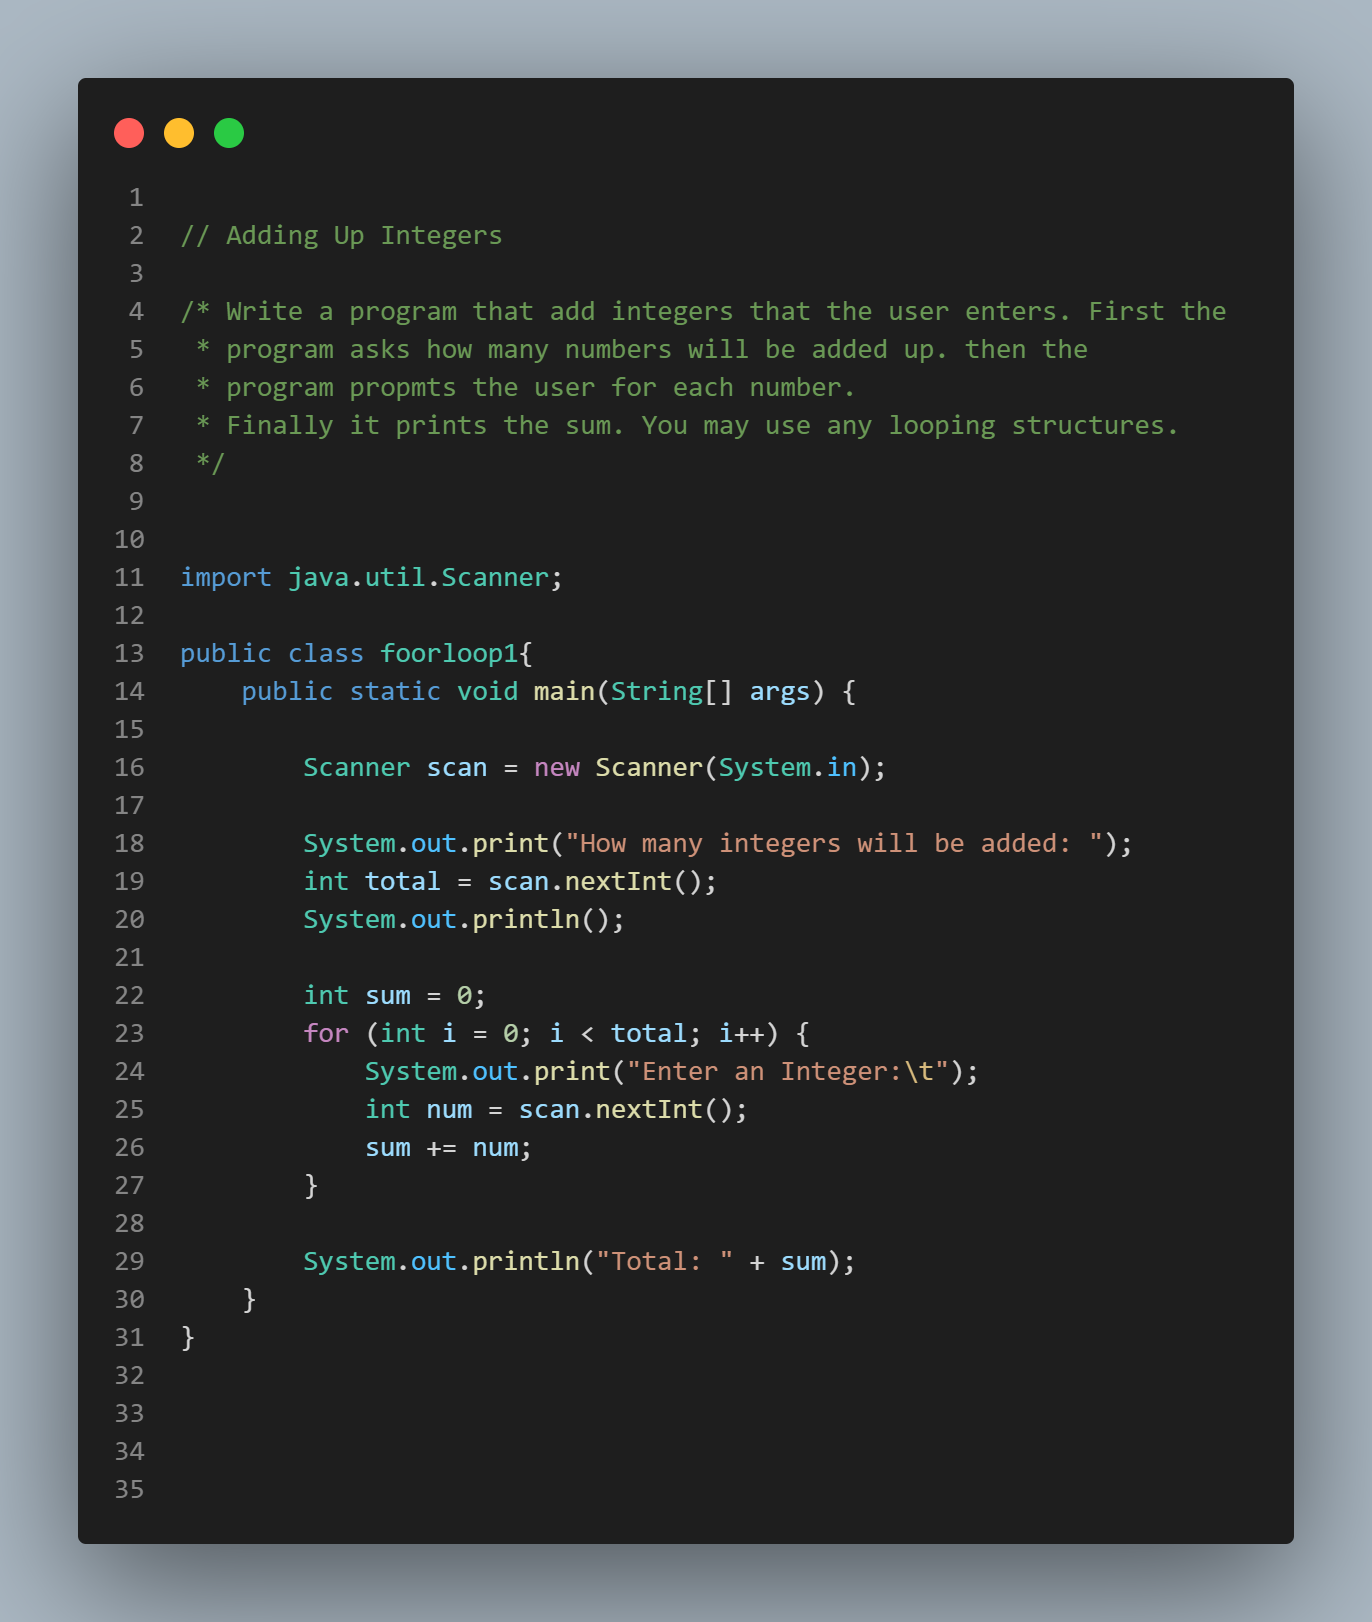 1
2 // Adding Up Integers
3
4 /* Write a program that add integers that the user enters. First the
5  * program asks how many numbers will be added up. then the
6  * program propmts the user for each number.
7  * Finally it prints the sum. You may use any looping structures.
8  */
9
10
11 import java.util.Scanner;
12
13 public class foorloop1{
14     public static void main(String[] args) {
15
16         Scanner scan = new Scanner(System.in);
17
18         System.out.print("How many integers will be added: ");
19         int total = scan.nextInt();
20         System.out.println();
21
22         int sum = 0;
23         for (int i = 0; i < total; i++) {
24             System.out.print("Enter an Integer:\t");
25             int num = scan.nextInt();
26             sum += num;
27         }
28
29         System.out.println("Total: " + sum);
30     }
31 }
32
33
34
35